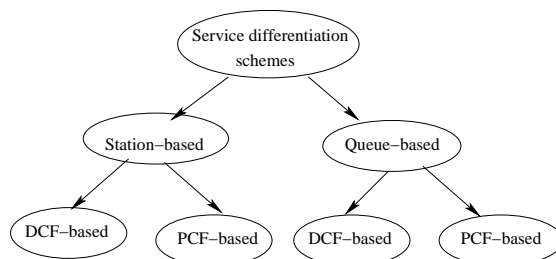 Service differentiation
schemes
Station−based
Queue−based
DCF−based
PCF−based
DCF−based
PCF−based